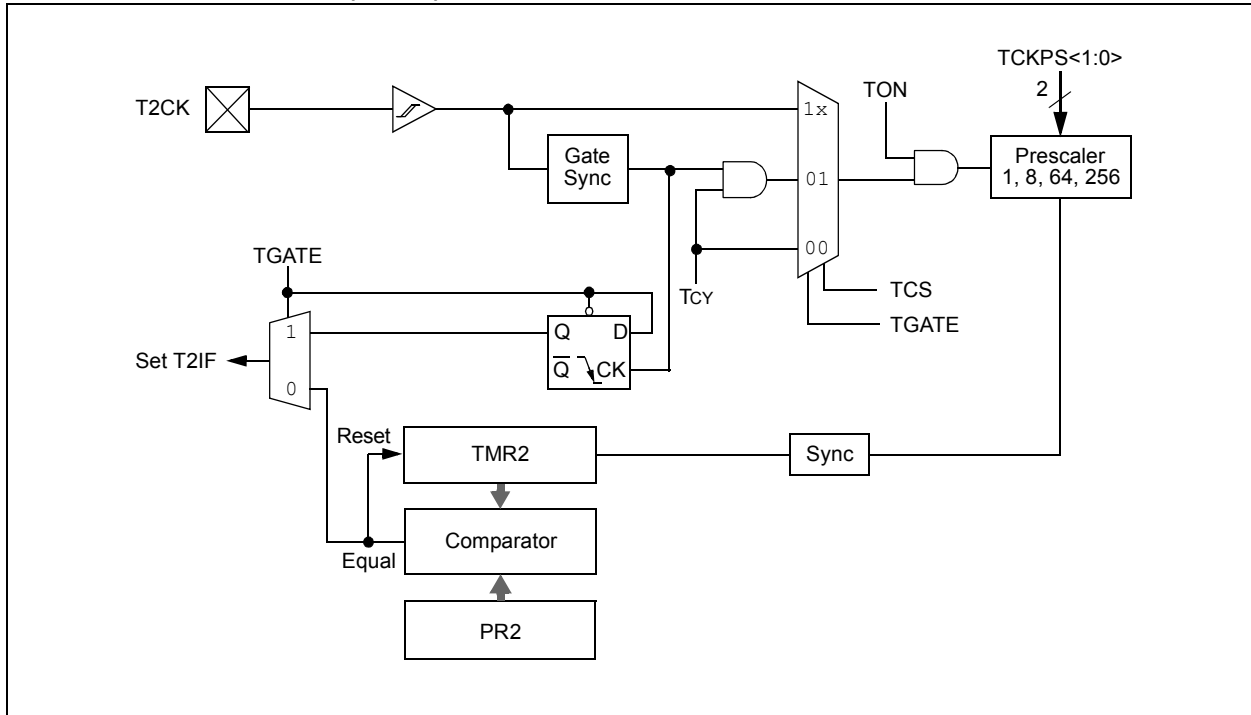 TCKPS<1:0>
2
T2CK
1x
TON
Gate
Sync
Prescaler
1, 8, 64, 256
01
00
TGATE
TCY
TCS
TGATE
1
Q D
Set T2IF
Q CK
0
Reset
TMR2
Sync
Equal
Comparator
PR2